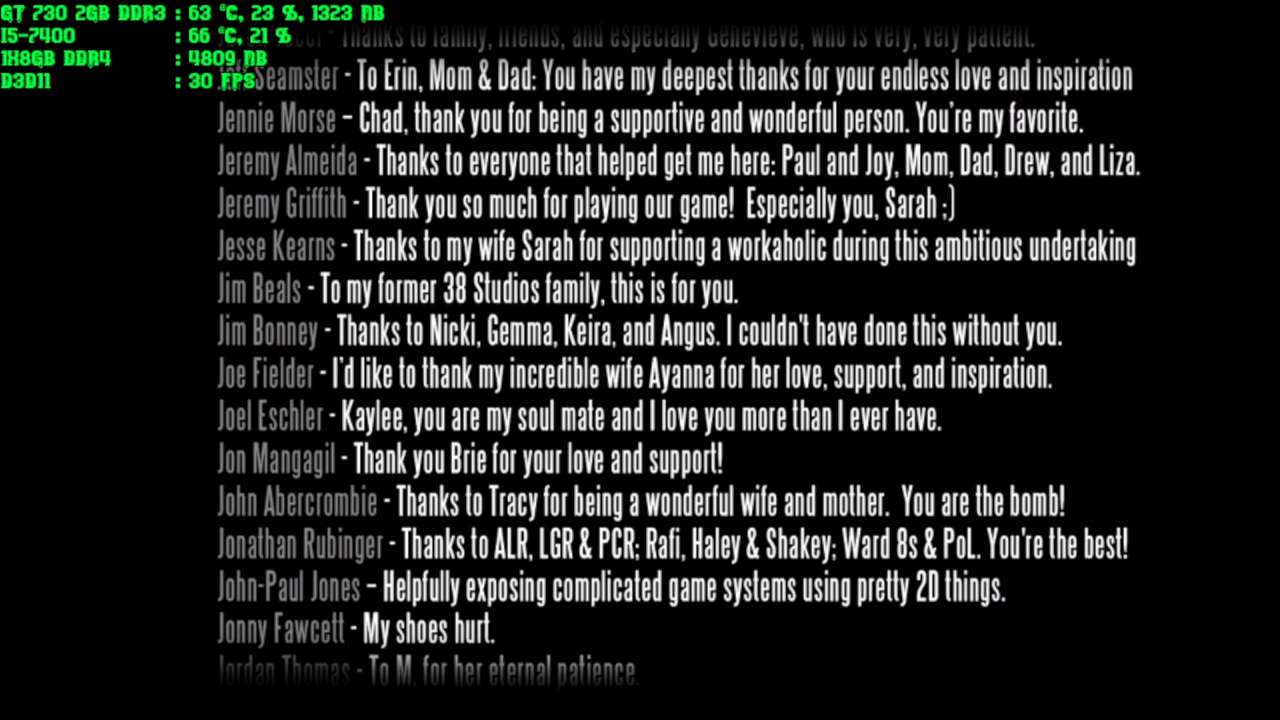 GT 730 2GB DDR3 : 63 °C, 23 %, 1323 MB
I5-7400 : 66 °C, 21 %
1X8GB DDR4 : 4809 MB
D3D11 : 30 FPS
Thanks to family, friends, and especially Genevieve, who is very, very patient.
Seamster - To Erin, Mom & Dad: You have my deepest thanks for your endless love and inspiration
Jennie Morse – Chad, thank you for being a supportive and wonderful person. You're my favorite.
Jeremy Almeida - Thanks to everyone that helped get me here: Paul and Joy, Mom, Dad, Drew, and Liza.
Jeremy Griffith - Thank you so much for playing our game!  Especially you, Sarah ;)
Jesse Kearns - Thanks to my wife Sarah for supporting a workaholic during this ambitious undertaking
Jim Beals - To my former 38 Studios family, this is for you.
Jim Bonney - Thanks to Nicki, Gemma, Keira, and Angus. I couldn't have done this without you.
Joe Fielder - I'd like to thank my incredible wife Ayanna for her love, support, and inspiration.
Joel Eschler - Kaylee, you are my soul mate and I love you more than I ever have.
Jon Mangagil - Thank you Brie for your love and support!
John Abercrombie - Thanks to Tracy for being a wonderful wife and mother.  You are the bomb!
Jonathan Rubinger - Thanks to ALR, LGR & PCR; Rafi, Haley & Shakey; Ward 8s & PoL. You're the best!
John-Paul Jones – Helpfully exposing complicated game systems using pretty 2D things.
Jonny Fawcett - My shoes hurt.
Jordan Thomas - To M. for her eternal patience.